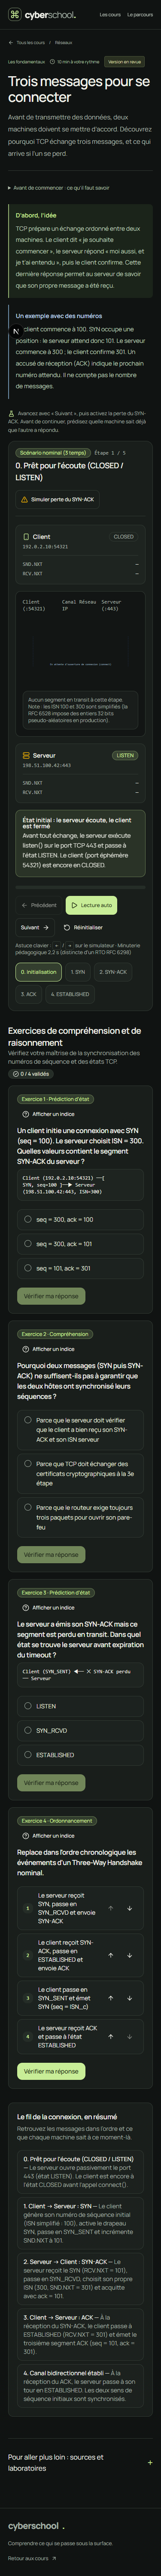 cyberschool.
Les cours
Le parcours
← Tous les cours / Réseaux
Les fondamentaux
10 min à votre rythme
Version en revue
Trois messages pour se
connecter
Avant de transmettre des données, deux
machines doivent se mettre d'accord. Découvrez
pourquoi TCP échange trois messages, et ce qui
arrive si l'un se perd.
▶ Avant de commencer : ce qu'il faut savoir
D'abord, l'idée
TCP prépare un échange ordonné entre deux
machines. Le client dit « je souhaite
commencer », le serveur répond « moi aussi, et
je t'ai entendu », puis le client confirme. Cette
dernière réponse permet au serveur de savoir
que son propre message a été reçu.
Un exemple avec des numéros
N
client commence à 100. SYN occupe une
position : le serveur attend donc 101. Le serveur
commence à 300 ; le client confirme 301. Un
accusé de réception (ACK) indique le prochain
numéro attendu. Il ne compte pas le nombre
de messages.
Avancez avec « Suivant », puis activez la perte du SYN-
ACK. Avant de continuer, prédisez quelle machine sait déjà
que l'autre a répondu.
Scénario nominal (3 temps)
Étape 1 / 5
0. Prêt pour l'écoute (CLOSED /
LISTEN)
Simuler perte du SYN-ACK
Client
CLOSED
192.0.2.10:54321
SND.NXT —
RCV.NXT —
Client Canal Réseau Serveur
(:54321) IP (:443)
Aucun segment en transit à cette étape.
Note : les ISN 100 et 300 sont simplifiés (la
RFC 6528 impose des entiers 32 bits
pseudo-aléatoires en production).
Serveur
LISTEN
198.51.100.42:443
SND.NXT —
RCV.NXT —
État initial : le serveur écoute, le client
est fermé
Avant tout échange, le serveur exécute
listen() sur le port TCP 443 et passe à
l'état LISTEN. Le client (port éphémère
54321) est encore en CLOSED.
← Précédent
Lecture auto
Suivant →
Réinitialiser
Astuce clavier : ← / → sur le simulateur · Minuterie
pédagogique 2,2 s (distincte d'un RTO RFC 6298)
0. Initialisation
1. SYN
2. SYN-ACK
3. ACK
4. ESTABLISHED
Exercices de compréhension et de
raisonnement
Vérifiez votre maîtrise de la synchronisation des
numéros de séquence et des états TCP.
0 / 4 validés
Exercice 1 · Prédiction d'état
Afficher un indice
Un client initie une connexion avec SYN
(seq = 100). Le serveur choisit ISN = 300.
Quelles valeurs contient le segment
SYN-ACK du serveur ?
Client (192.0.2.10:54321) ──[
SYN, seq=100 ]──▶ Serveur
(198.51.100.42:443, ISN=300)
seq = 300, ack = 100
seq = 300, ack = 101
seq = 101, ack = 301
Vérifier ma réponse
Exercice 2 · Compréhension
Afficher un indice
Pourquoi deux messages (SYN puis SYN-
ACK) ne suffisent-ils pas à garantir que
les deux hôtes ont synchronisé leurs
séquences ?
Parce que le serveur doit vérifier
que le client a bien reçu son SYN-
ACK et son ISN serveur
Parce que TCP doit échanger des
certificats cryptographiques à la 3e
étape
Parce que le routeur exige toujours
trois paquets pour ouvrir son pare-
feu
Vérifier ma réponse
Exercice 3 · Prédiction d'état
Afficher un indice
Le serveur a émis son SYN-ACK mais ce
segment est perdu en transit. Dans quel
état se trouve le serveur avant expiration
du timeout ?
Client (SYN_SENT) ◀── ✕ SYN-ACK perdu
── Serveur
LISTEN
SYN_RCVD
ESTABLISHED
Vérifier ma réponse
Exercice 4 · Ordonnancement
Afficher un indice
Replace dans l'ordre chronologique les
événements d'un Three-Way Handshake
nominal.
1
Le serveur reçoit
SYN, passe en
SYN_RCVD et envoie
SYN-ACK
2
Le client reçoit SYN-
ACK, passe en
ESTABLISHED et
envoie ACK
3
Le client passe en
SYN_SENT et émet
SYN (seq = ISN_c)
4
Le serveur reçoit ACK
et passe à l'état
ESTABLISHED
Vérifier ma réponse
Le fil de la connexion, en résumé
Retrouvez les messages dans l'ordre et ce
que chaque machine sait à ce moment-là.
0. Prêt pour l'écoute (CLOSED / LISTEN)
— Le serveur ouvre passivement le port
443 (état LISTEN). Le client est encore à
l'état CLOSED avant l'appel connect().
1. Client → Serveur : SYN — Le client
génère son numéro de séquence initial
(ISN simplifié : 100), active le drapeau
SYN, passe en SYN_SENT et incrémente
SND.NXT à 101.
2. Serveur → Client : SYN-ACK — Le
serveur reçoit le SYN (RCV.NXT = 101),
passe en SYN_RCVD, choisit son propre
ISN (300, SND.NXT = 301) et acquitte
avec ack = 101.
3. Client → Serveur : ACK — À la
réception du SYN-ACK, le client passe à
ESTABLISHED (RCV.NXT = 301) et émet le
troisième segment ACK (seq = 101, ack =
301).
4. Canal bidirectionnel établi — À la
réception du ACK, le serveur passe à son
tour en ESTABLISHED. Les deux sens de
séquence initiaux sont synchronisés.
Pour aller plus loin : sources et
laboratoires
+
cyberschool .
Comprendre ce qui se passe sous la surface.
Retour aux cours ↗